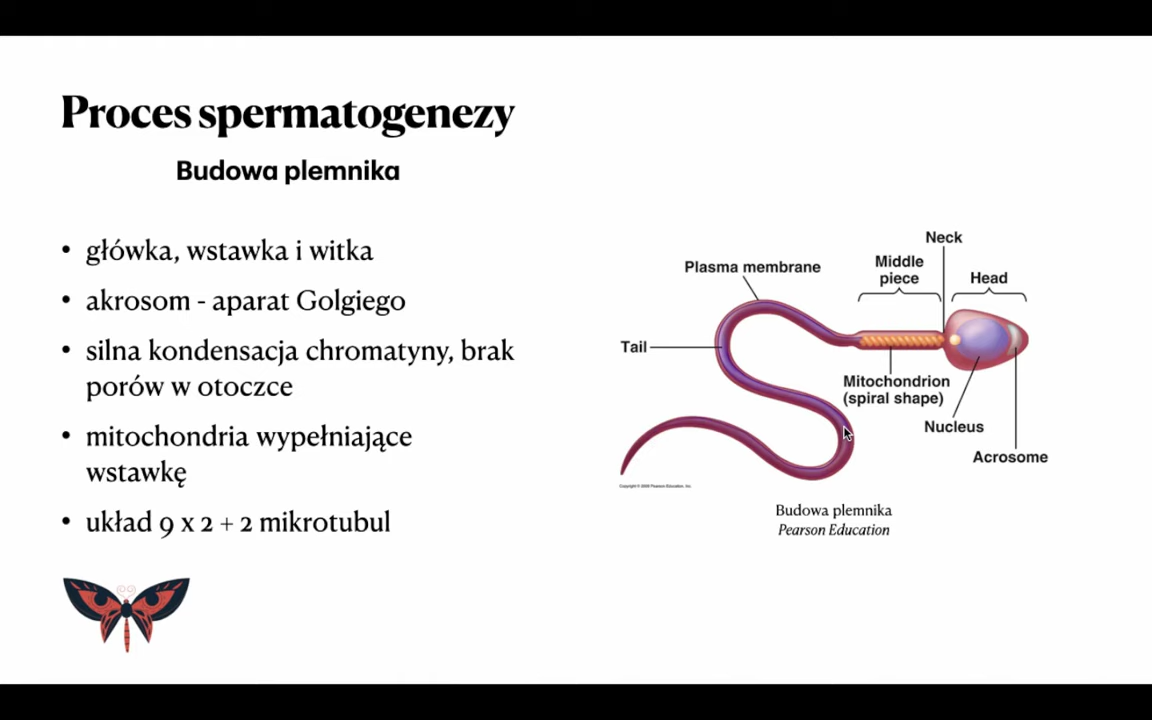 Proces spermatogenezy
Budowa plemnika
• główka, wstawka i witka
• akrosom - aparat Golgiego
• silna kondensacja chromatyny, brak
porów w otoczce
• mitochondria wypełniające
wstawkę
• układ 9 x 2 + 2 mikrotubul
Neck
Plasma membrane
Middle
piece
Head
Tail
Mitochondrion
(spiral shape)
Nucleus
Acrosome
Copyright © 2009 Pearson Education, Inc.
Budowa plemnika
Pearson Education